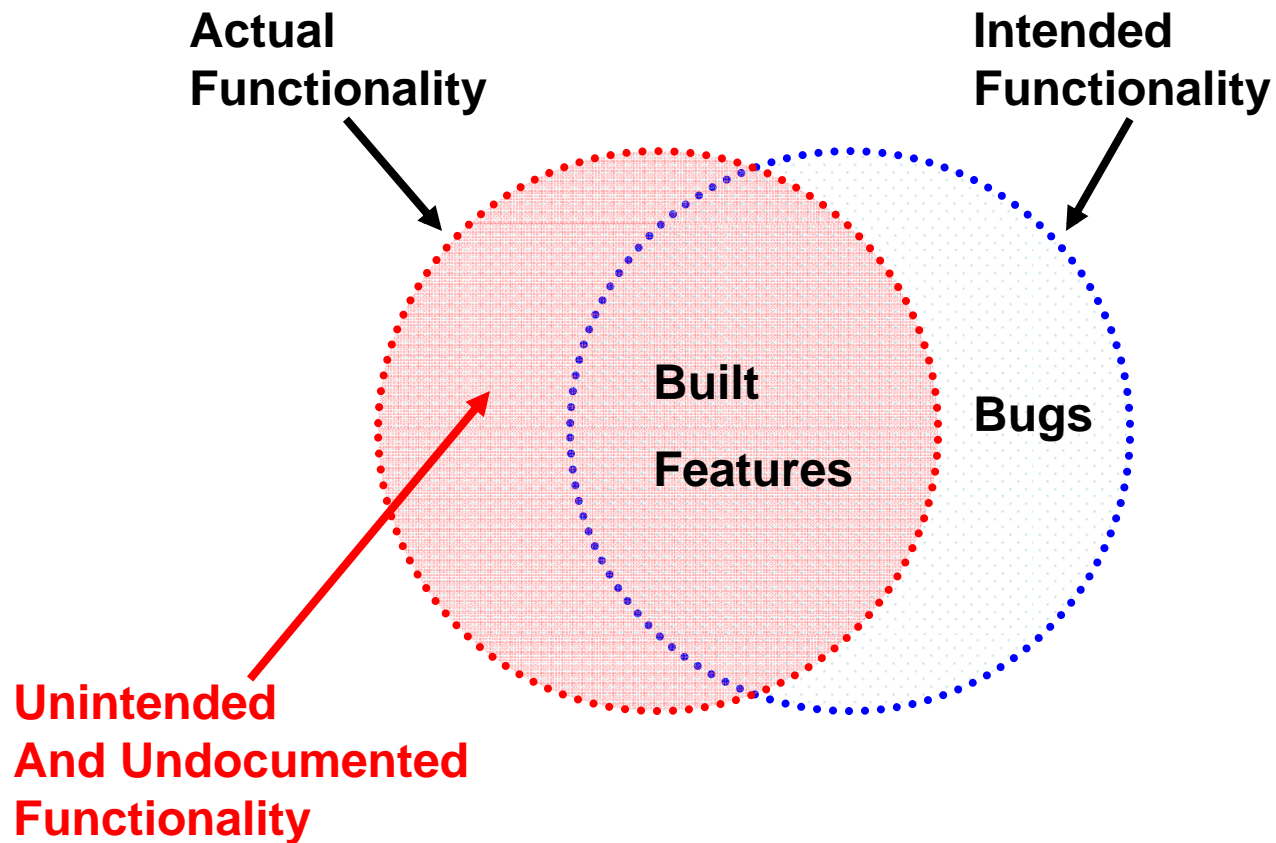 Actual
Functionality
Intended
Functionality
Built
Features
Bugs
Unintended
And Undocumented
Functionality